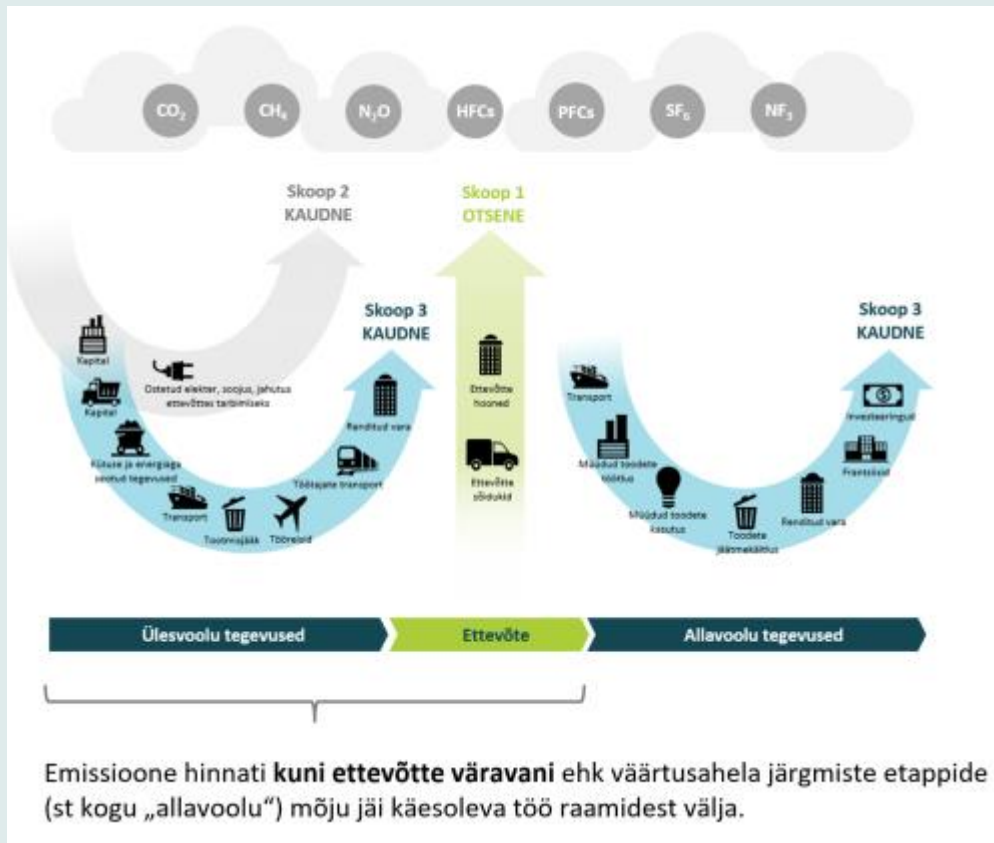 CO₂ CH₄ N₂O HFCs PFCs SF₆ NF₃
Skoop 2
KAUDNE
Skoop 1
OTSENE
Skoop 3
KAUDNE
Skoop 3
KAUDNE
Kapital
Kapital
Ostetud elekter, soojus, jahutus
ettevõttes tarbimiseks
Kütuse ja energiaga
seotud tegevused
Transport
Tootmisjääk
Tööreisid
Töötajate transport
Renditud vara
Ettevõtte
hooned
Ettevõtte
sõidukid
Transport
Müüdud toodete
töötlus
Müüdud toodete
kasutus
Toodete
jäätmekäitlus
Renditud vara
Frantsiisid
Investeeringud
Ülesvoolu tegevused
Ettevõte
Allavoolu tegevused
Emissioone hinnati kuni ettevõtte väravani ehk väärtusahela järgmiste etappide
(st kogu „allavoolu“) mõju jäi käesoleva töö raamidest välja.